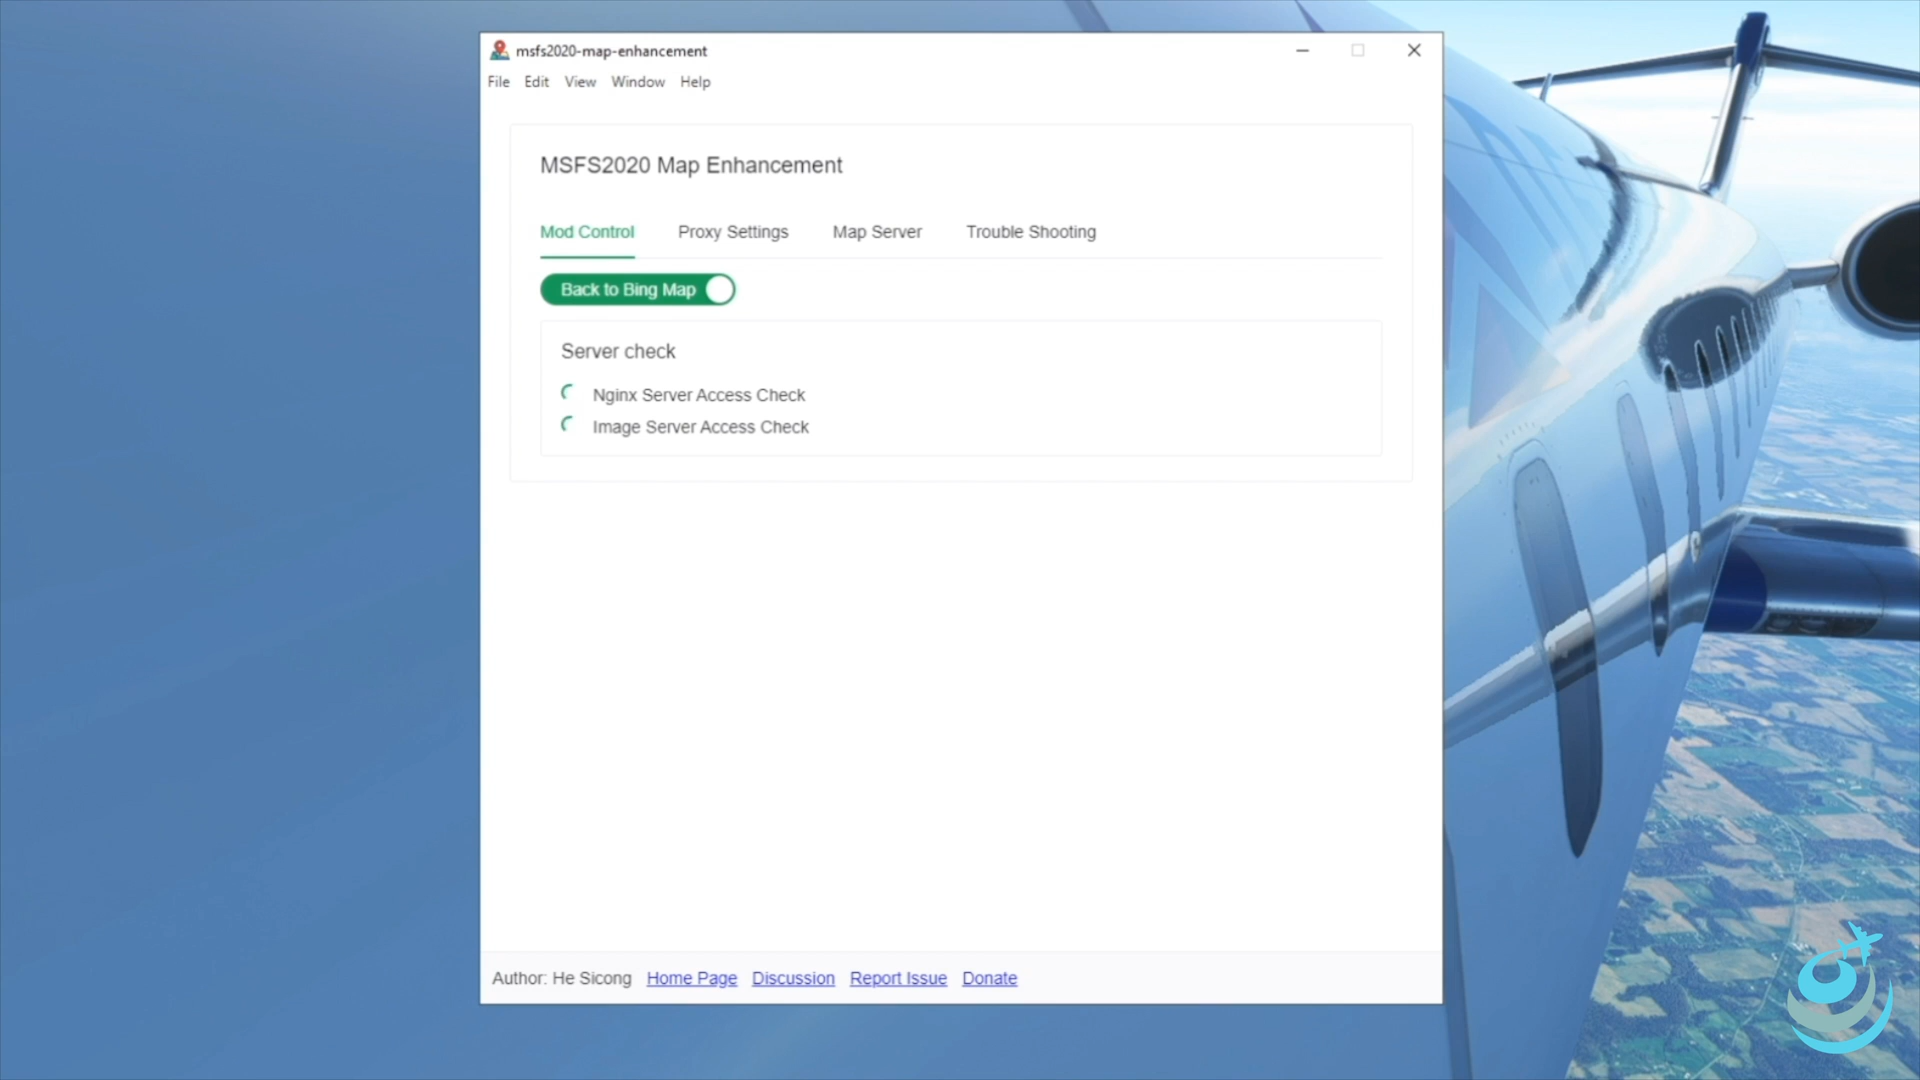 msfs2020-map-enhancement
File Edit View Window Help
MSFS2020 Map Enhancement
Mod Control Proxy Settings Map Server Trouble Shooting
Back to Bing Map
Server check
Nginx Server Access Check
Image Server Access Check
Author: He Sicong Home Page Discussion Report Issue Donate